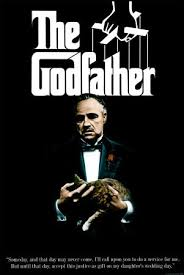 The
Godfather
"Someday, and that day may never come, I'll call upon you to do a service for me.
But until that day, accept this justice as gift on my daughter's wedding day."